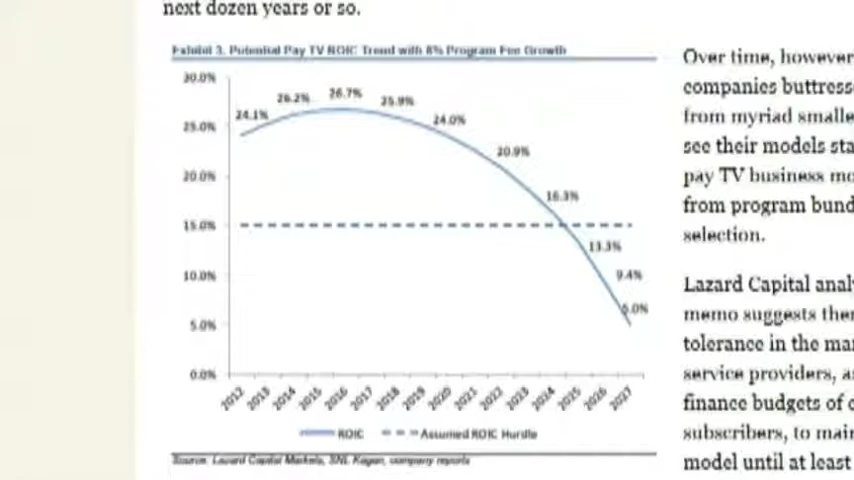 next dozen years or so.
Exhibit 3. Potential Pay TV ROIC Trend with 8% Program Fee Growth
30.0%
25.0%
20.0%
15.0%
10.0%
5.0%
0.0%
24.1%
26.2%
26.7%
25.9%
24.0%
20.9%
16.3%
13.3%
9.4%
5.0%
2012 2013 2014 2015 2016 2017 2018 2019 2020 2021 2022 2023 2024 2025 2026 2027
ROIC Assumed ROIC Hurdle
Source: Lazard Capital Markets, SNL Kagan, company reports
Over time, however
companies buttress
from myriad smalle
see their models sta
pay TV business mo
from program bund
selection.
Lazard Capital anal
memo suggests ther
tolerance in the mar
service providers, a
finance budgets of c
subscribers, to main
model until at least